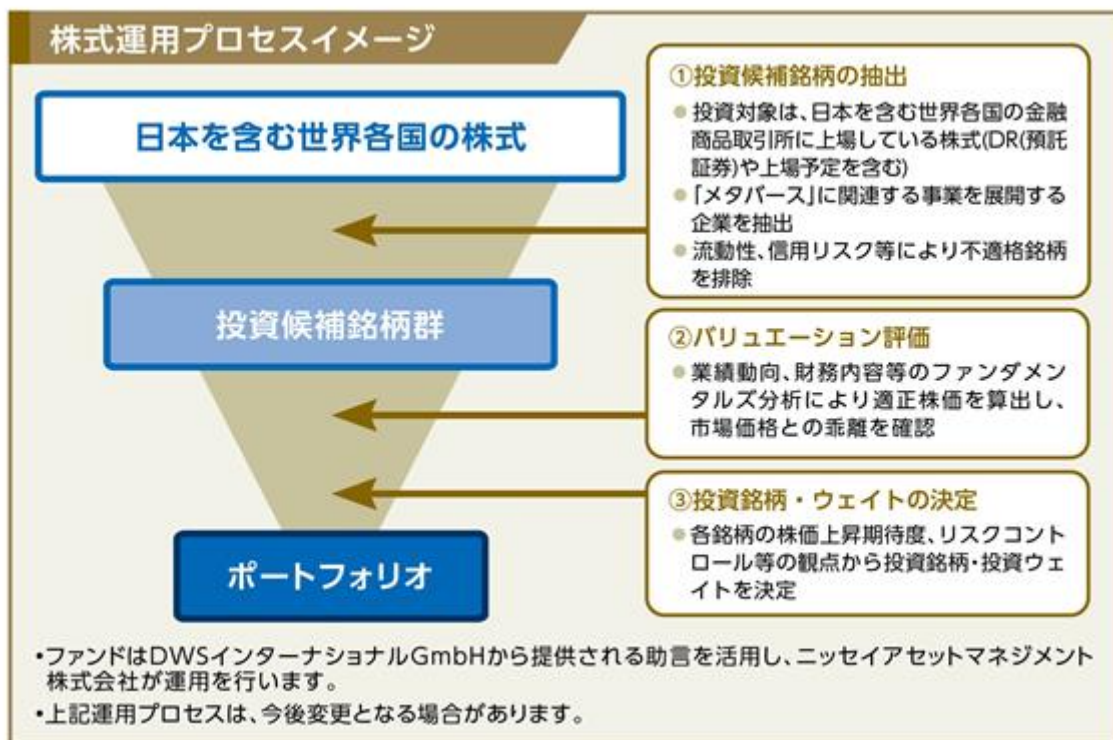 株式運用プロセスイメージ
日本を含む世界各国の株式
投資候補銘柄群
ポートフォリオ
①投資候補銘柄の抽出
●投資対象は、日本を含む世界各国の金融
商品取引所に上場している株式(DR(預託
証券)や上場予定を含む)
●「メタバース」に関連する事業を展開する
企業を抽出
●流動性、信用リスク等により不適格銘柄
を排除
②バリュエーション評価
●業績動向、財務内容等のファンダメン
タルズ分析により適正株価を算出し、
市場価格との乖離を確認
③投資銘柄・ウェイトの決定
●各銘柄の株価上昇期待度、リスクコント
ロール等の観点から投資銘柄・投資ウェ
イトを決定
・ファンドはDWSインターナショナルGmbHから提供される助言を活用し、ニッセイアセットマネジメント
株式会社が運用を行います。
・上記運用プロセスは、今後変更となる場合があります。